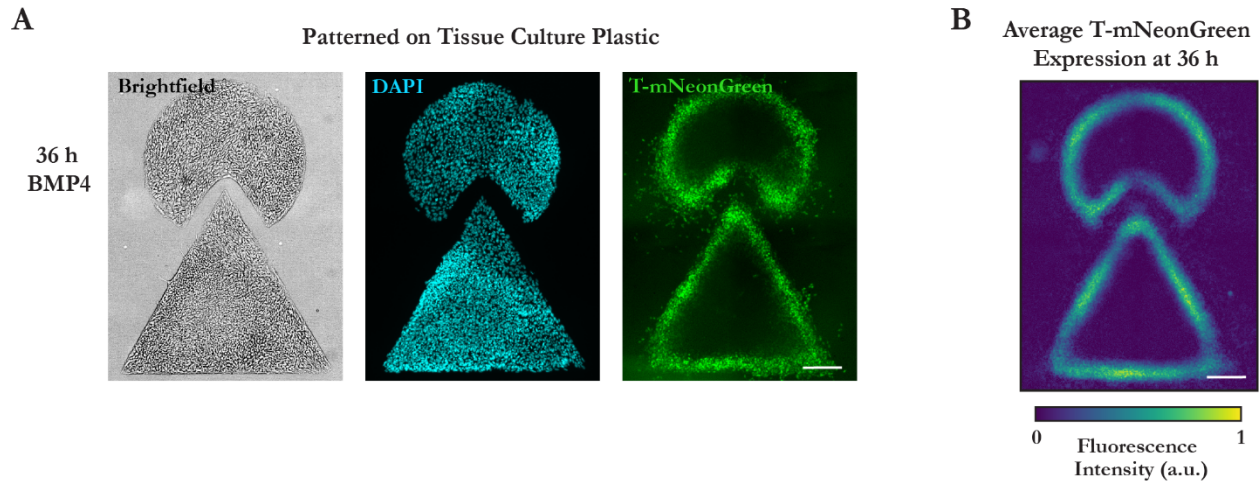 A
Patterned on Tissue Culture Plastic
Brightfield
DAPI
T-mNeonGreen
36 h
BMP4
B
Average T-mNeonGreen
Expression at 36 h
0
1
Fluorescence
Intensity (a.u.)